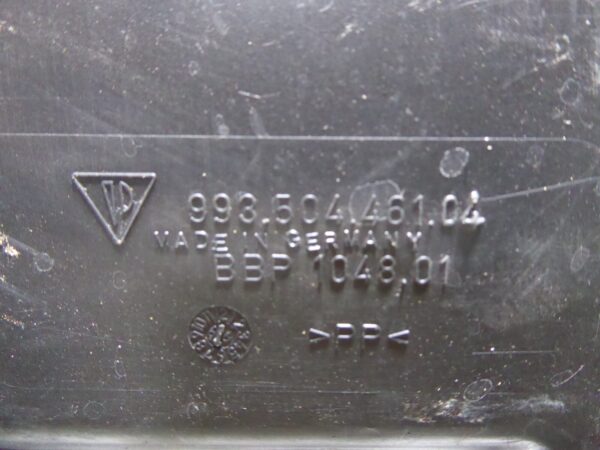 993.504.461.04
MADE IN GERMANY
BBP 1048.01
>PP<